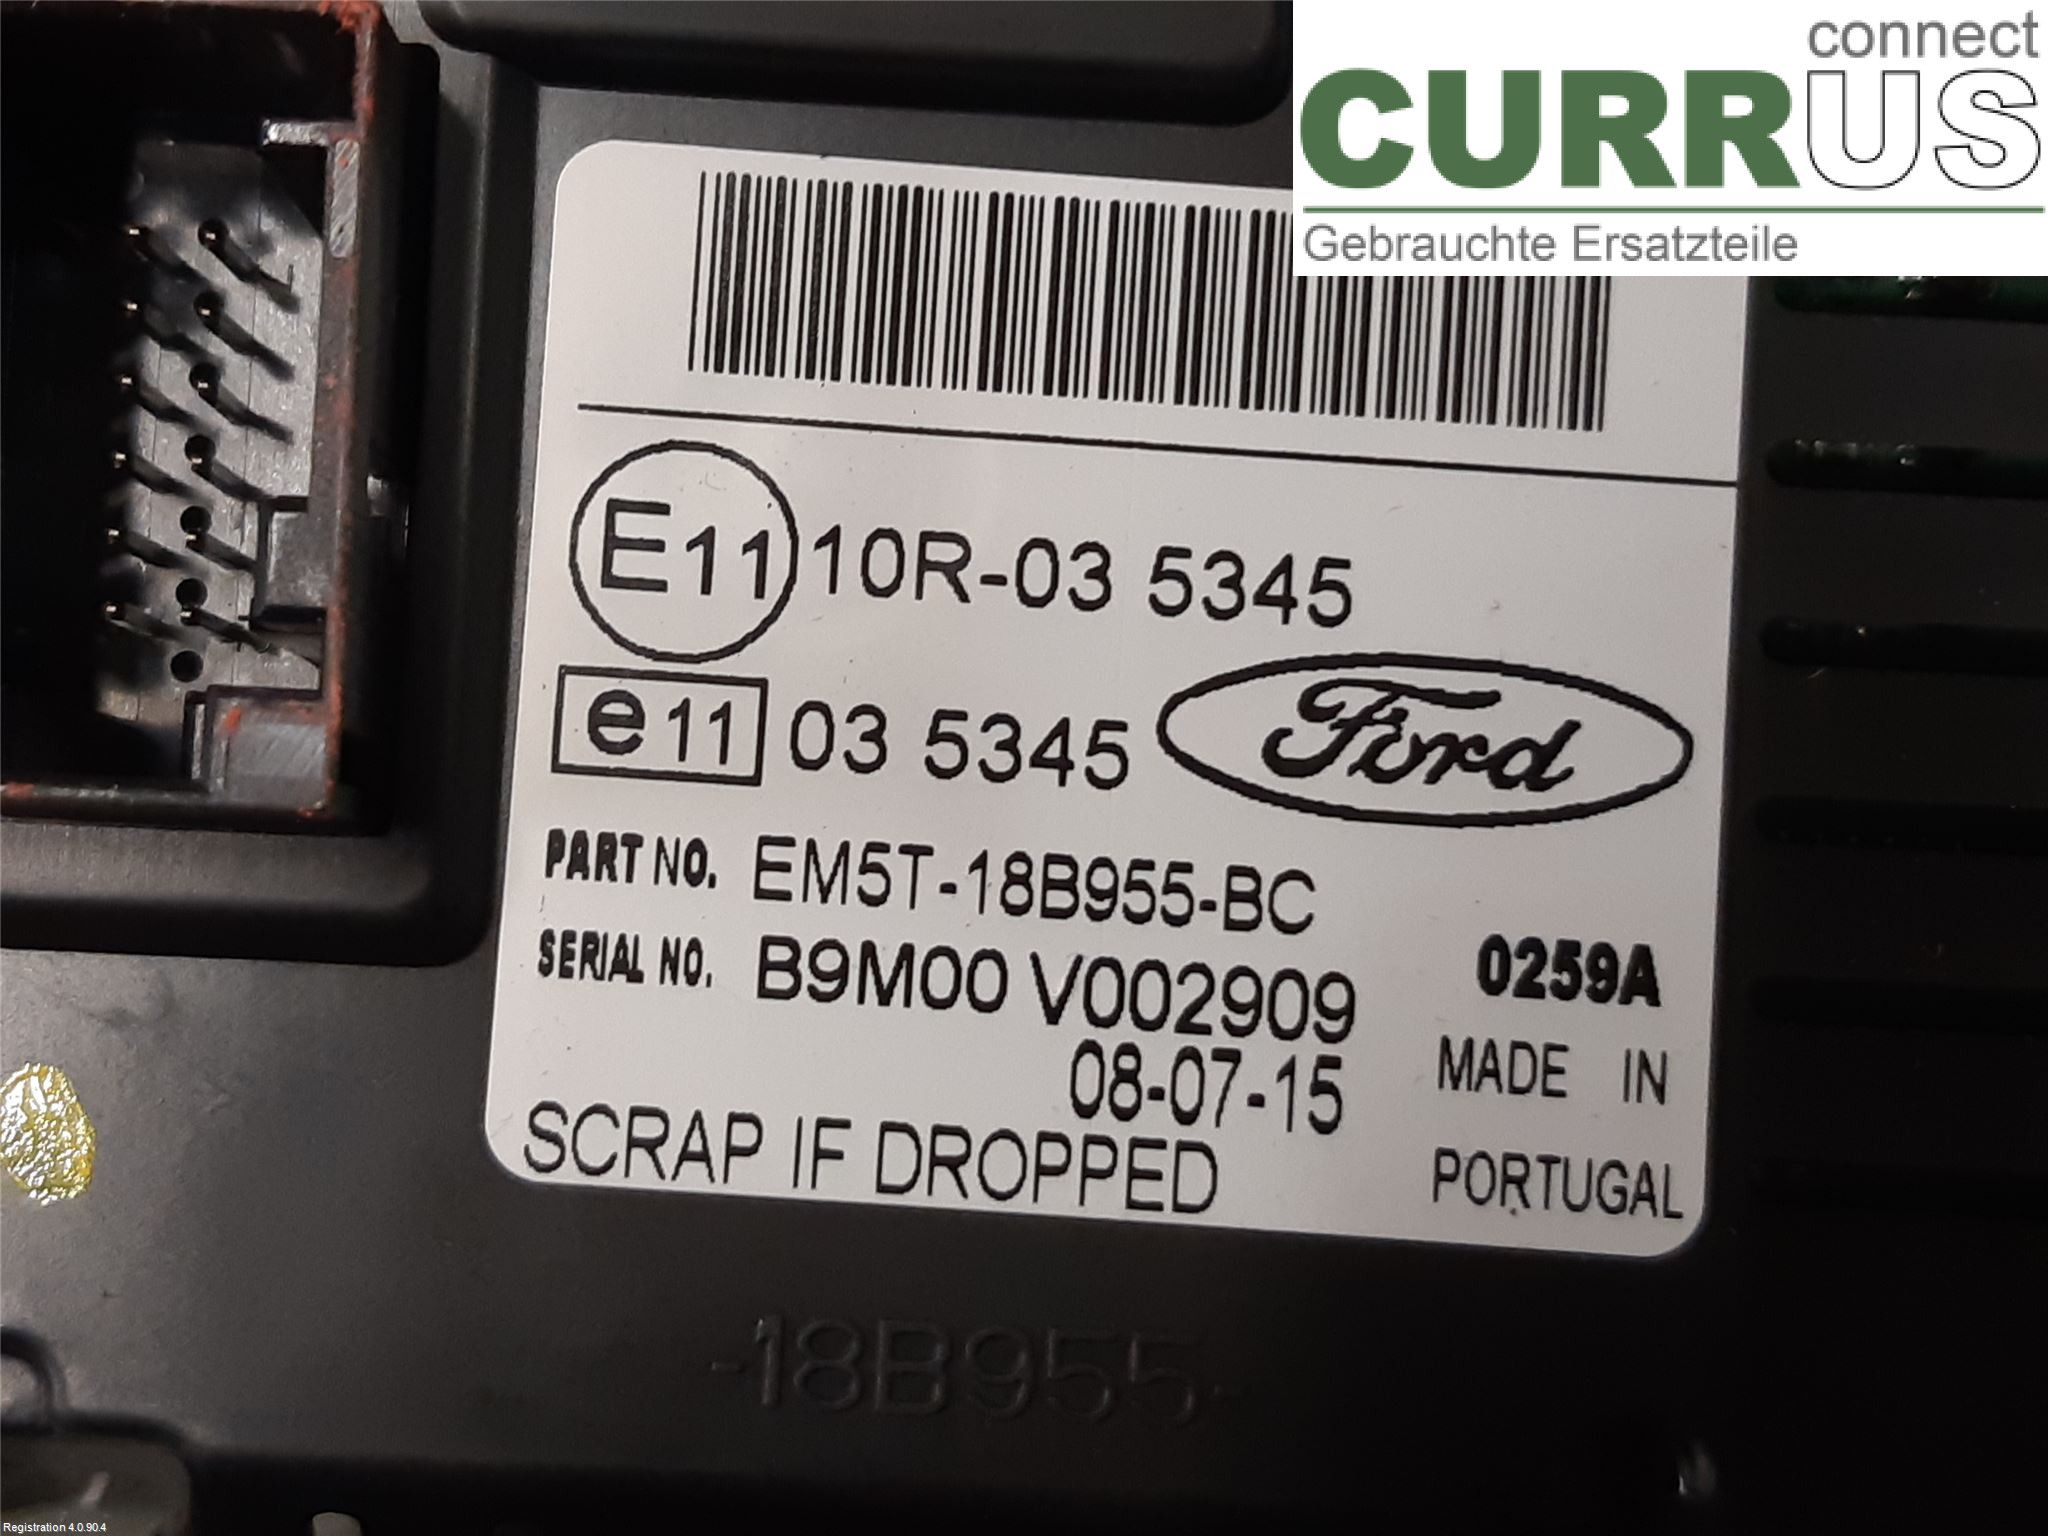 connect
CURRUS
Gebrauchte Ersatzteile
E11 10R-03 5345
e11 03 5345 Ford
PART NO. EM5T-18B955-BC
SERIAL NO. B9M00 V002909 0259A
08-07-15 MADE IN
SCRAP IF DROPPED PORTUGAL
-18B955-
Registration 4.0.90.4